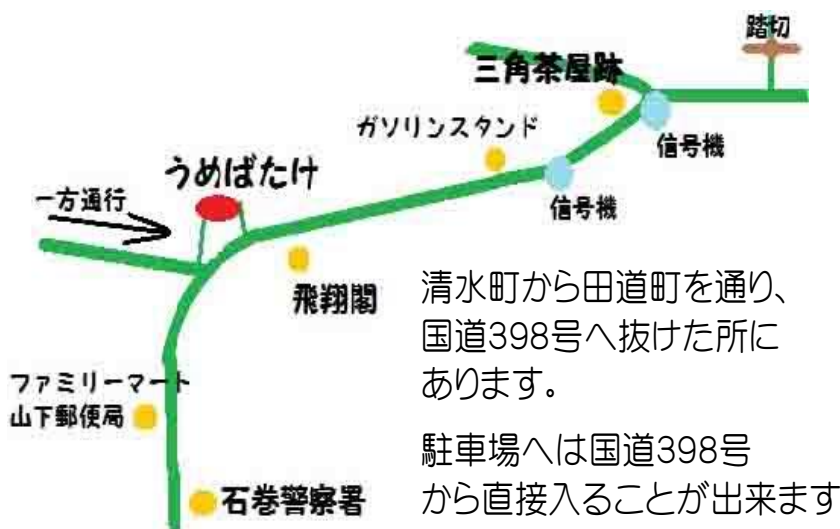 踏切
三角茶屋跡
ガソリンスタンド
信号機
うめばたけ
一方通行
信号機
飛翔閣
清水町から田道町を通り、
国道398号へ抜けた所に
あります。
ファミリーマート
山下郵便局
駐車場へは国道398号
から直接入ることが出来ます
石巻警察署